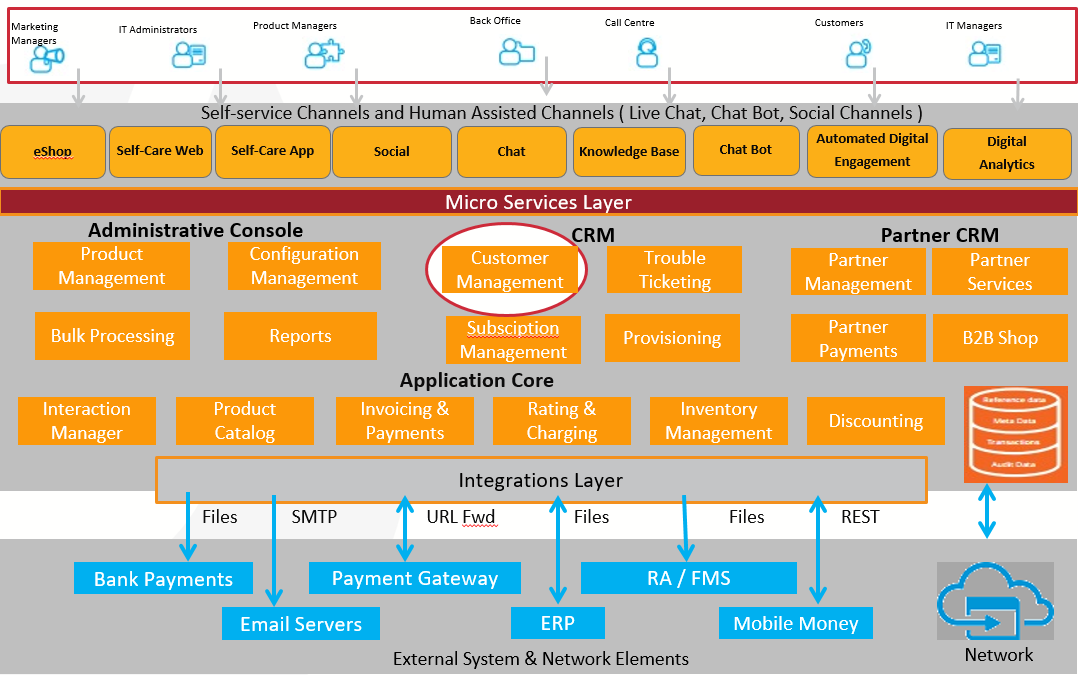 Marketing
Managers
IT Administrators
Product Managers
Back Office
Call Centre
Customers
IT Managers
Self-service Channels and Human Assisted Channels ( Live Chat, Chat Bot, Social Channels )
eShop
Self-Care Web
Self-Care App
Social
Chat
Knowledge Base
Chat Bot
Automated Digital
Engagement
Digital
Analytics
Micro Services Layer
Administrative Console
CRM
Partner CRM
Product
Management
Configuration
Management
Customer
Management
Trouble
Ticketing
Partner
Management
Partner
Services
Bulk Processing
Reports
Subsciption
Management
Provisioning
Partner
Payments
B2B Shop
Application Core
Interaction
Manager
Product
Catalog
Invoicing &
Payments
Rating &
Charging
Inventory
Management
Discounting
Reference data
Meta Data
Transactions
Audit Data
Integrations Layer
Files
SMTP
URL Fwd
Files
Files
REST
Bank Payments
Payment Gateway
RA / FMS
Email Servers
ERP
Mobile Money
Network
External System & Network Elements